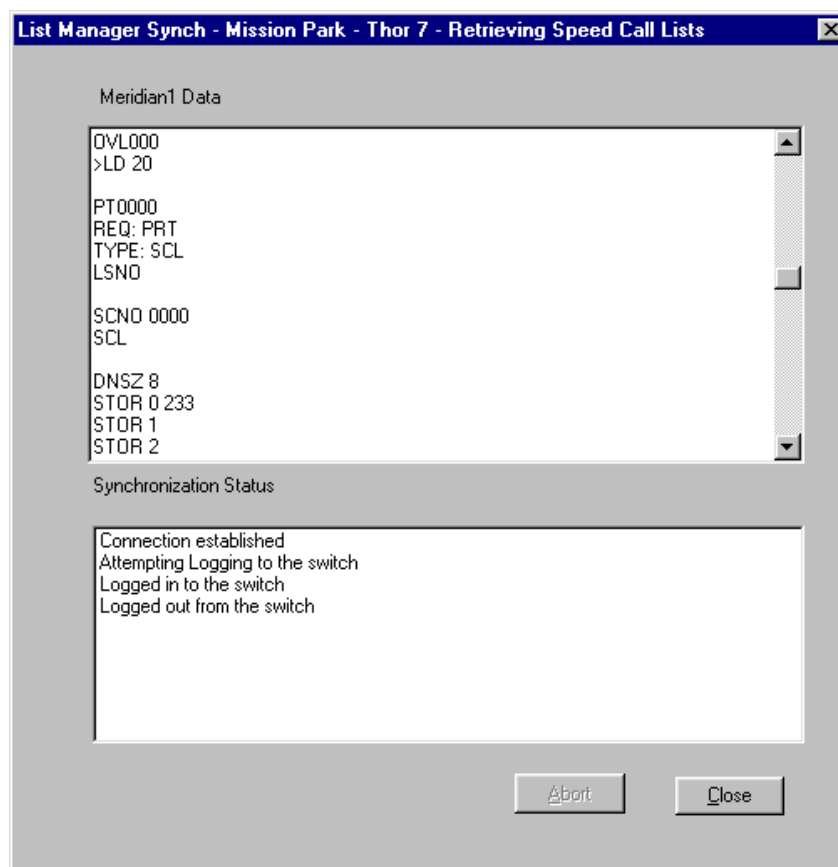 List Manager Synch - Mission Park - Thor 7 - Retrieving Speed Call Lists
Meridian1 Data
OVL000
>LD 20
PT0000
REQ: PRT
TYPE: SCL
LSNO
SCNO 0000
SCL
DNSZ 8
STOR 0 233
STOR 1
STOR 2
Synchronization Status
Connection established
Attempting Logging to the switch
Logged in to the switch
Logged out from the switch
Abort
Close